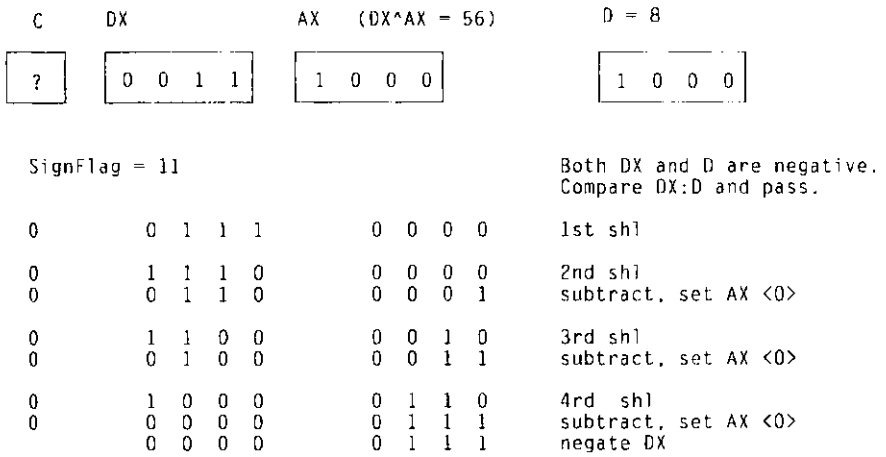 C DX AX (DX^AX = 56) D = 8
? 0 0 1 1 1 0 0 0 1 0 0 0
SignFlag = 11 Both DX and D are negative.
Compare DX:D and pass.
0 0 1 1 1 0 0 0 0 1st shl
0 1 1 1 0 0 0 0 0 2nd shl
0 0 1 1 0 0 0 0 1 subtract, set AX <0>
0 1 1 0 0 0 0 1 0 3rd shl
0 0 1 0 0 0 0 1 1 subtract, set AX <0>
0 1 0 0 0 0 1 1 0 4rd shl
0 0 0 0 0 0 1 1 1 subtract, set AX <0>
0 0 0 0 0 1 1 1 negate DX